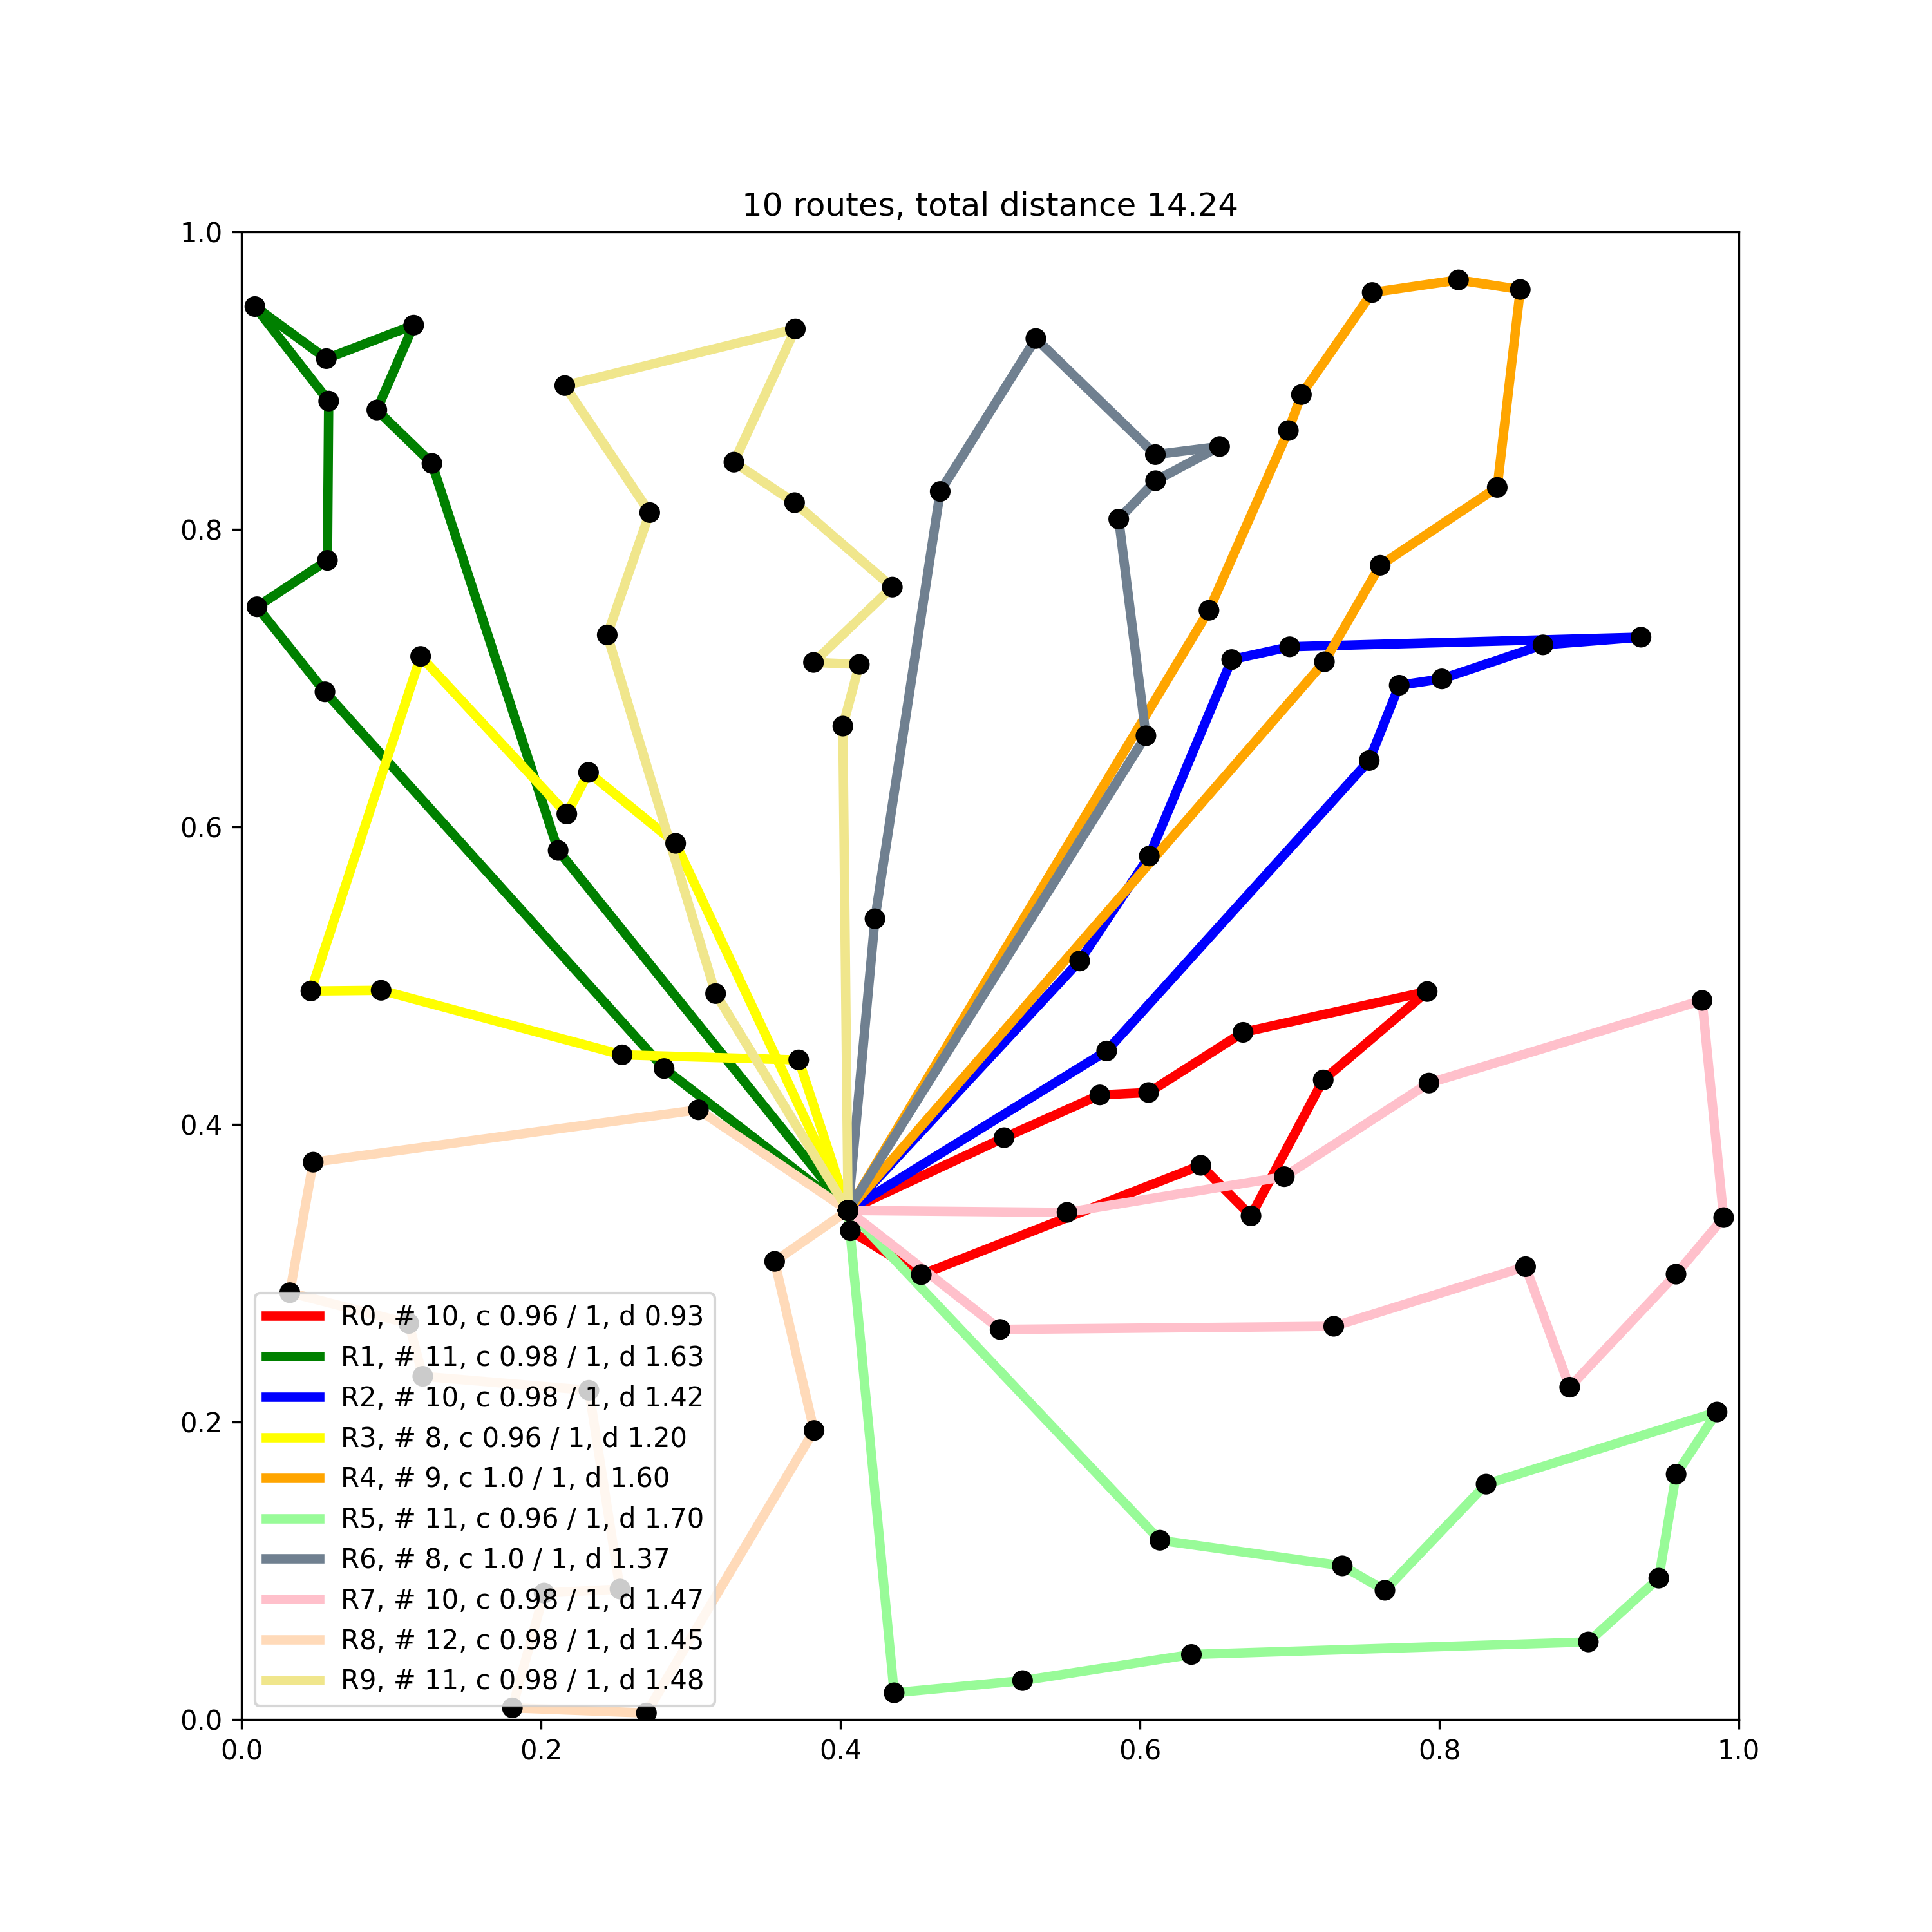 10 routes, total distance 14.24
1.0
0.8
0.6
0.4
0.2
0.0
R0, # 10, c 0.96 / 1, d 0.93
R1, # 11, c 0.98 / 1, d 1.63
R2, # 10, c 0.98 / 1, d 1.42
R3, # 8, c 0.96 / 1, d 1.20
R4, # 9, c 1.0 / 1, d 1.60
R5, # 11, c 0.96 / 1, d 1.70
R6, # 8, c 1.0 / 1, d 1.37
R7, # 10, c 0.98 / 1, d 1.47
R8, # 12, c 0.98 / 1, d 1.45
R9, # 11, c 0.98 / 1, d 1.48
0.0 0.2 0.4 0.6 0.8 1.0